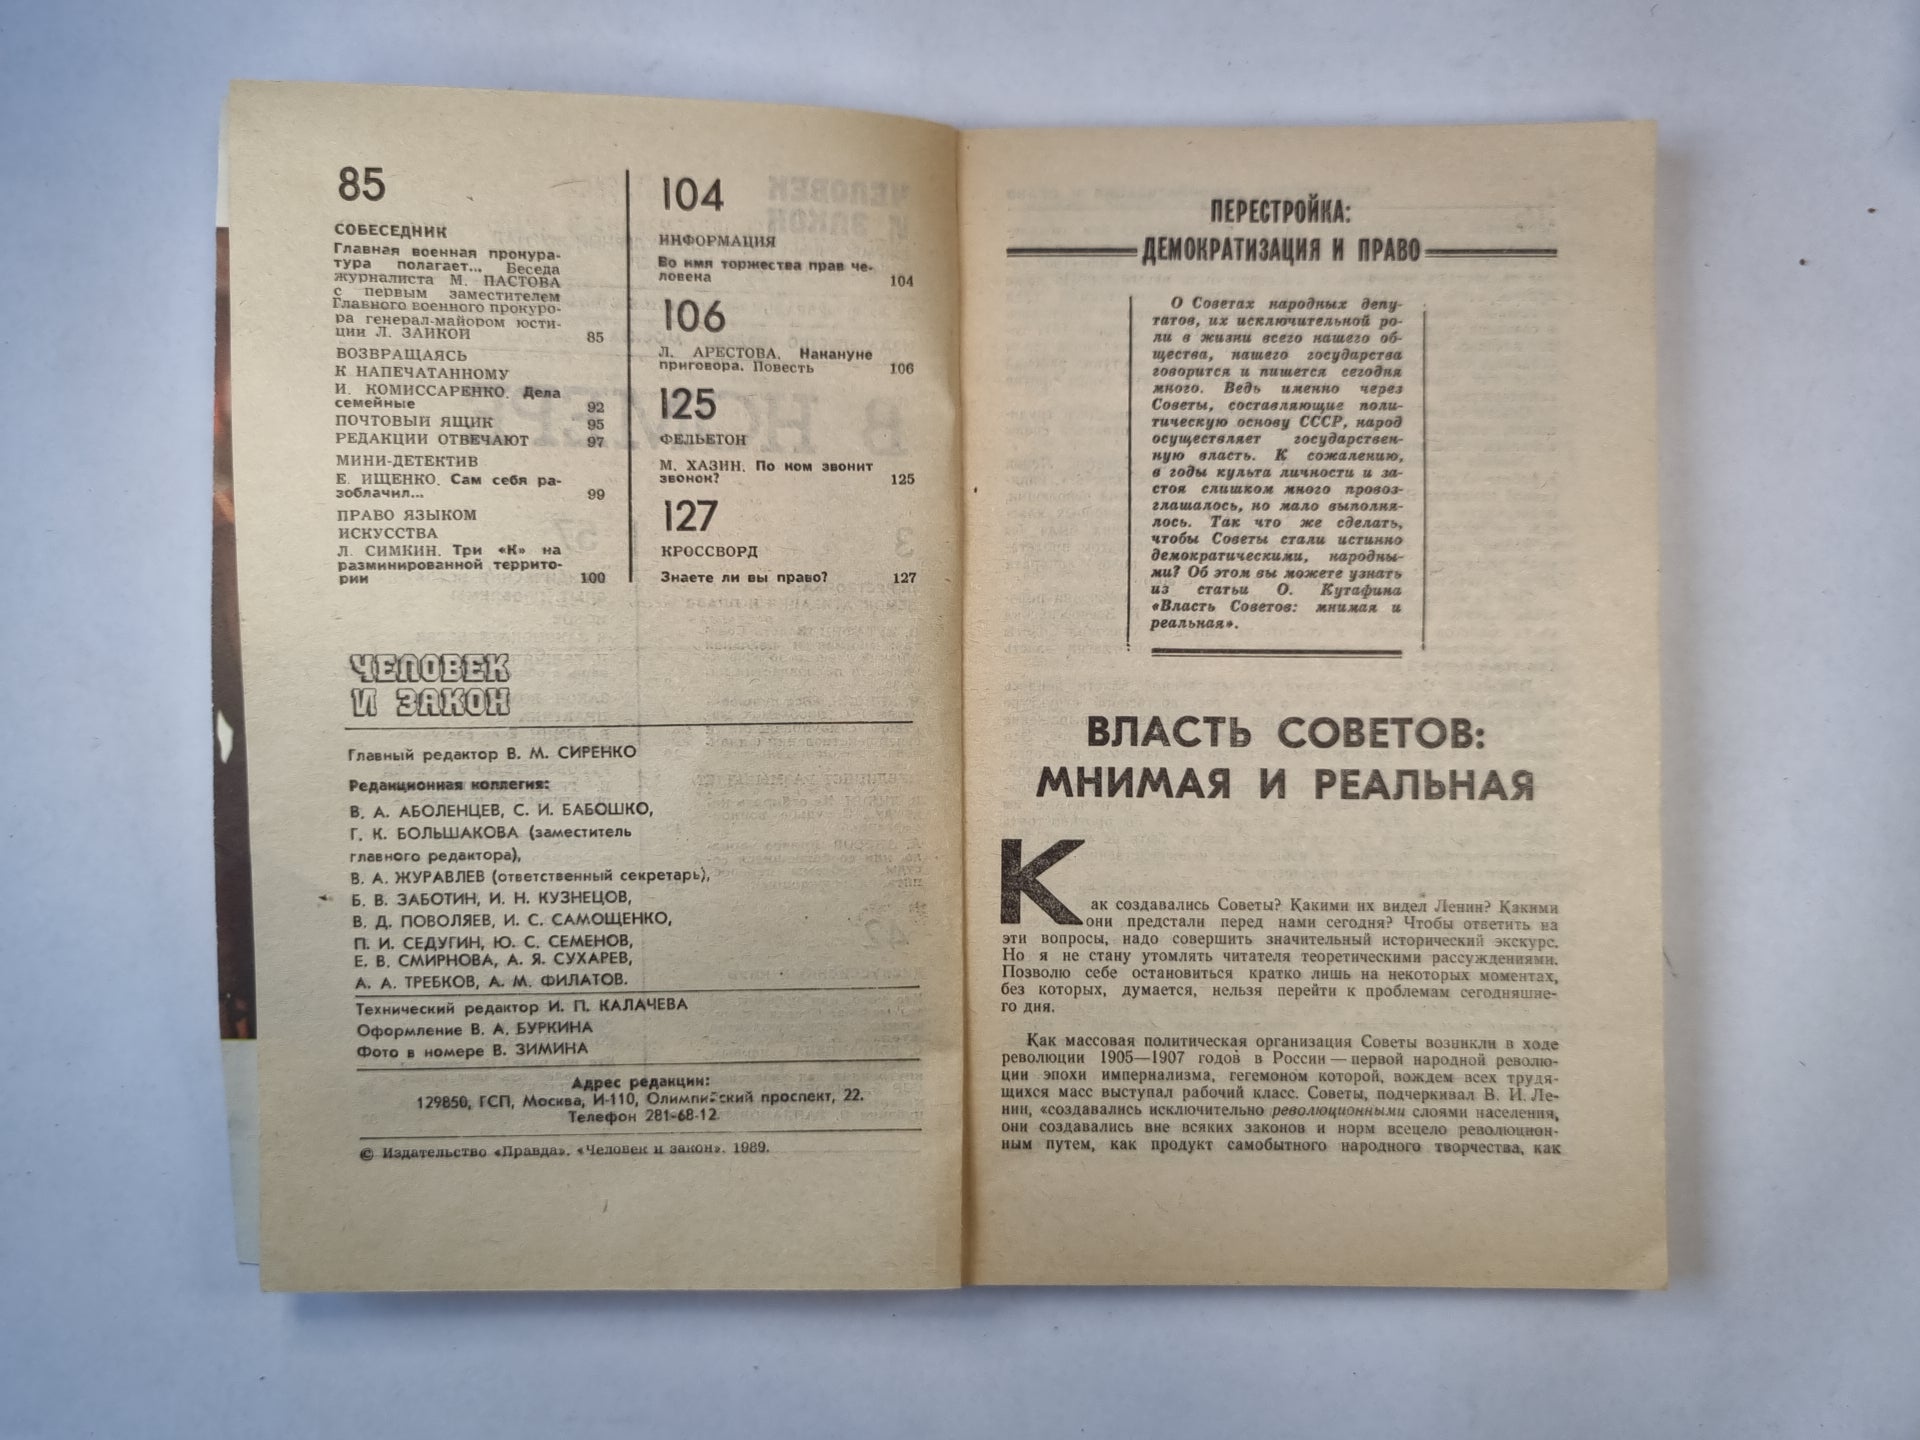 85
СОБЕСЕДНИК
Главная военная прокура-
тура полагает... Беседа
журналиста М. ПАСТОВА
с первым заместителем
Главного военного прокуро-
ра генерал-майором юсти-
ции Л. ЗАИКОЙ 85
ВОЗВРАЩАЯСЬ
К НАПЕЧАТАННОМУ
И. КОМИССАРЕНКО. Дела
семейные 92
ПОЧТОВЫЙ ЯЩИК 95
РЕДАКЦИИ ОТВЕЧАЮТ 97
МИНИ-ДЕТЕКТИВ
Е. ИЩЕНКО. Сам себя ра-
зоблачил... 99
ПРАВО ЯЗЫКОМ
ИСКУССТВА
Л. СИМКИН. Три «К» на
разминированной террито-
рии 100
104
ИНФОРМАЦИЯ
Во имя торжества прав че-
ловека 104
106
Л. АРЕСТОВА. Накануне
приговора. Повесть 106
125
ФЕЛЬЕТОН
М. ХАЗИН. По ком звонит
звонок? 125
127
КРОССВОРД
Знаете ли вы право? 127
ЧЕЛОВЕК
И ЗАКОН
Главный редактор В. М. СИРЕНКО
Редакционная коллегия:
В. А. АБОЛЕНЦЕВ, С. И. БАБОШКО,
Г. К. БОЛЬШАКОВА (заместитель
главного редактора),
В. А. ЖУРАВЛЕВ (ответственный секретарь),
Б. В. ЗАБОТИН, И. Н. КУЗНЕЦОВ,
В. Д. ПОВОЛЯЕВ, И. С. САМОЩЕНКО,
П. И. СЕДУГИН, Ю. С. СЕМЕНОВ,
Е. В. СМИРНОВА, А. Я. СУХАРЕВ,
А. А. ТРЕБКОВ, А. М. ФИЛАТОВ.
Технический редактор И. П. КАЛАЧЕВА
Оформление В. А. БУРКИНА
Фото в номере В. ЗИМИНА
Адрес редакции:
129850, ГСП, Москва, И-110, Олимпийский проспект, 22.
Телефон 281-68-12
© Издательство «Правда». «Человек и закон». 1989.
ПЕРЕСТРОЙКА:
ДЕМОКРАТИЗАЦИЯ И ПРАВО
О Советах народных депу-
татов, их исключительной ро-
ли в жизни всего нашего об-
щества, нашего государства
говорится и пишется сегодня
много. Ведь именно через
Советы, составляющие поли-
тическую основу СССР, народ
осуществляет государствен-
ную власть. К сожалению,
в годы культа личности и за-
стоя слишком много провоз-
глашалось, но мало выполня-
лось. Так что же сделать,
чтобы Советы стали истинно
демократическими, народны-
ми? Об этом вы можете узнать
из статьи О. Кутафина
«Власть Советов: мнимая и
реальная».
ВЛАСТЬ СОВЕТОВ:
МНИМАЯ И РЕАЛЬНАЯ
Как создавались Советы? Какими их видел Ленин? Какими
они предстали перед нами сегодня? Чтобы ответить на
эти вопросы, надо совершить значительный исторический экскурс.
Но я не стану утомлять читателя теоретическими рассуждениями.
Позволю себе остановиться кратко лишь на некоторых моментах,
без которых, думается, нельзя перейти к проблемам сегодняшне-
го дня.
Как массовая политическая организация Советы возникли в ходе
революции 1905—1907 годов в России — первой народной револю-
ции эпохи империализма, гегемоном которой, вождем всех трудя-
щихся масс выступал рабочий класс. Советы, подчеркивал В. И. Ле-
нин, «создавались исключительно революционными слоями населения,
они создавались вне всяких законов и норм всецело революцион-
ным путем, как продукт самобытного народного творчества, как